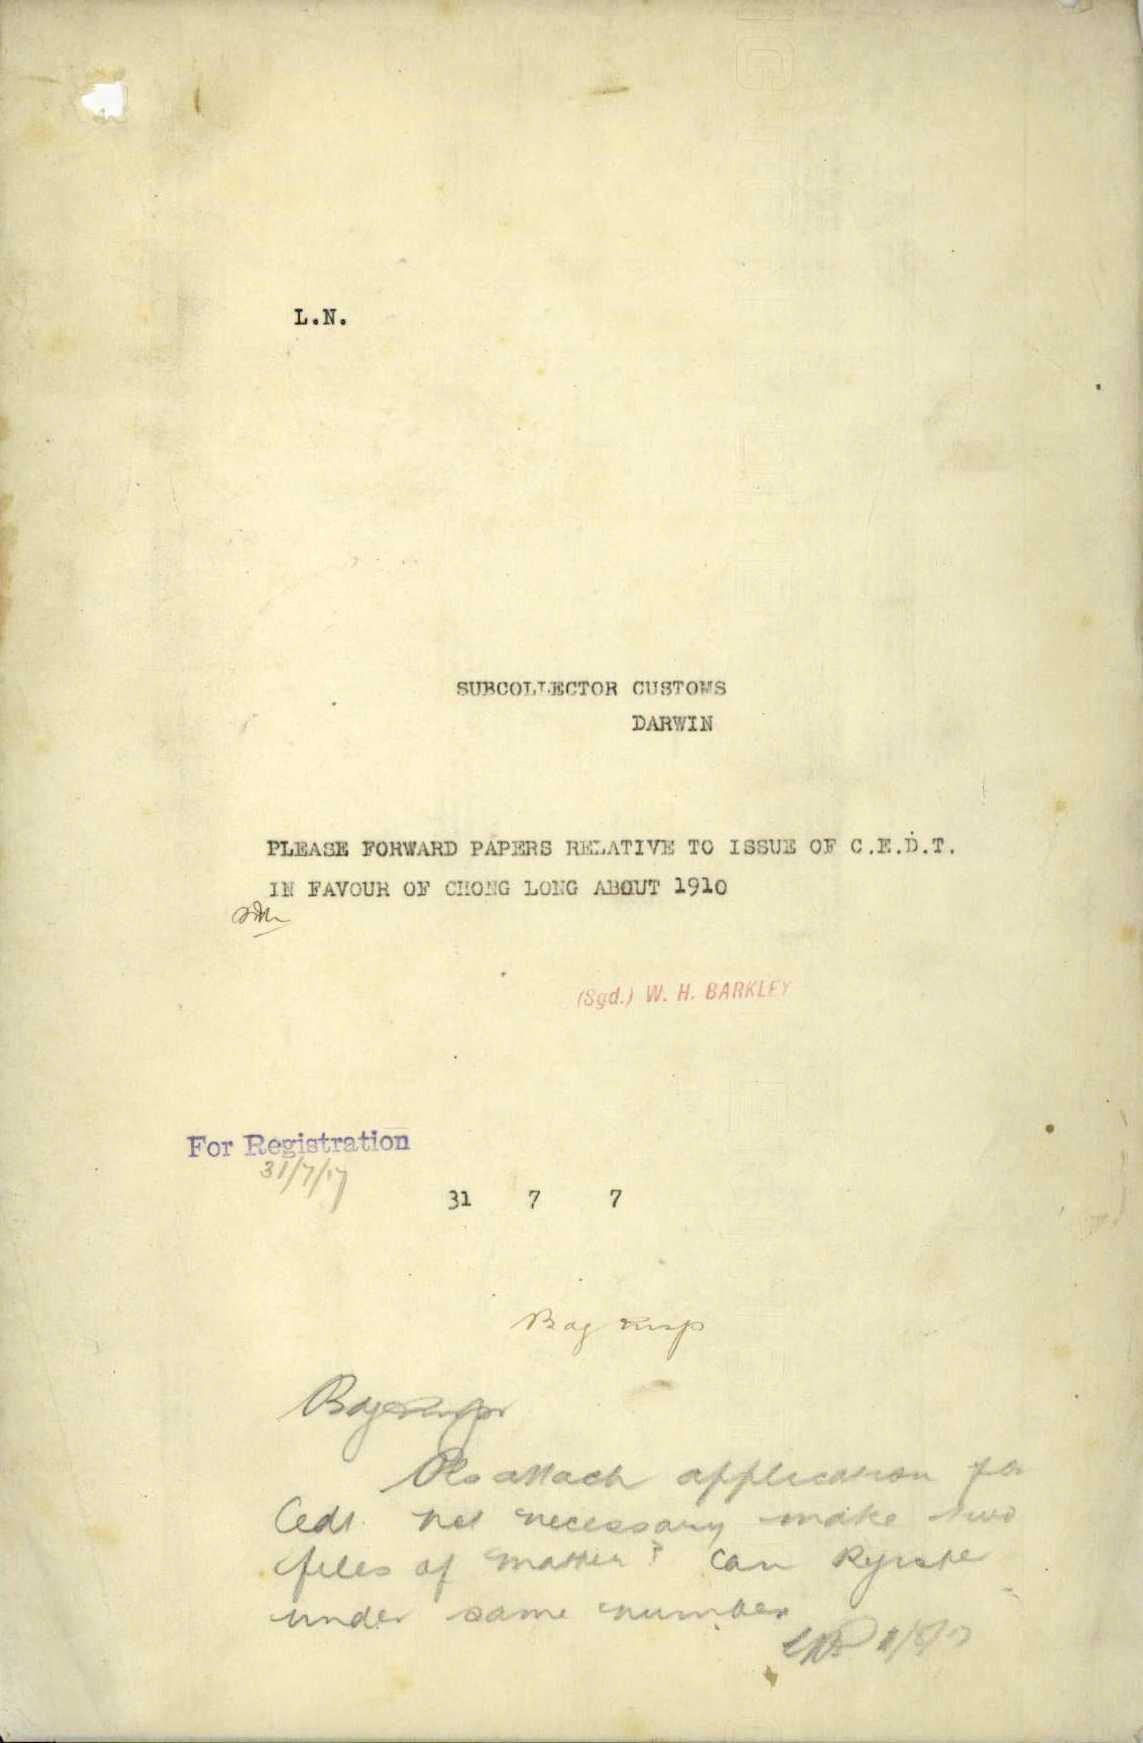 L.N.
SUBCOLLECTOR CUSTOMS
DARWIN
PLEASE FORWARD PAPERS RELATIVE TO ISSUE OF C.E.D.T.
IN FAVOUR OF CHONG LONG ABOUT 1910
(Sgd.) W. H. BARKLEY
For Registration
31/7/17
31 7 7
Bag
Pls attach application for
Cedt. not necessary make two
files of matter? Can Register
under same number